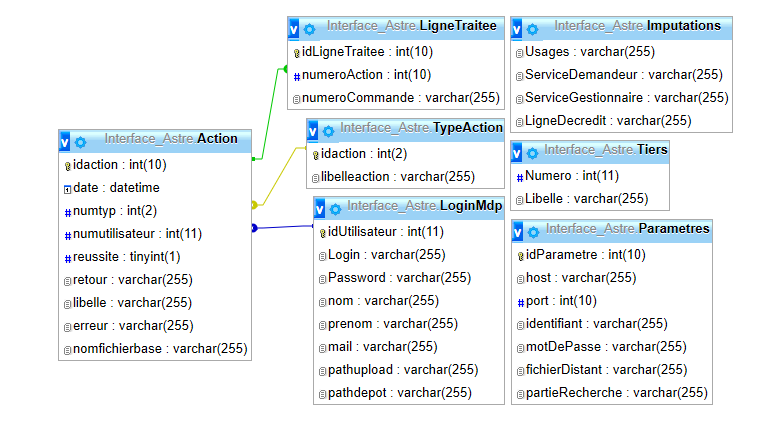 v Interface_Astre.Action
idaction : int(10)
date : datetime
# numtyp : int(2)
# numutilisateur : int(11)
# reussite : tinyint(1)
retour : varchar(255)
libelle : varchar(255)
erreur : varchar(255)
nomfichierbase : varchar(255)
v Interface_Astre.LigneTraitee
idLigneTraitee : int(10)
# numeroAction : int(10)
numeroCommande : varchar(255)
v Interface_Astre.TypeAction
idaction : int(2)
libelleaction : varchar(255)
v Interface_Astre.LoginMdp
idUtilisateur : int(11)
Login : varchar(255)
Password : varchar(255)
nom : varchar(255)
prenom : varchar(255)
mail : varchar(255)
pathupload : varchar(255)
pathdepot : varchar(255)
v Interface_Astre.Imputations
Usages : varchar(255)
ServiceDemandeur : varchar(255)
ServiceGestionnaire : varchar(255)
LigneDecredit : varchar(255)
v Interface_Astre.Tiers
# Numero : int(11)
Libelle : varchar(255)
v Interface_Astre.Parametres
idParametre : int(10)
host : varchar(255)
# port : int(10)
identifiant : varchar(255)
motDePasse : varchar(255)
fichierDistant : varchar(255)
partieRecherche : varchar(255)